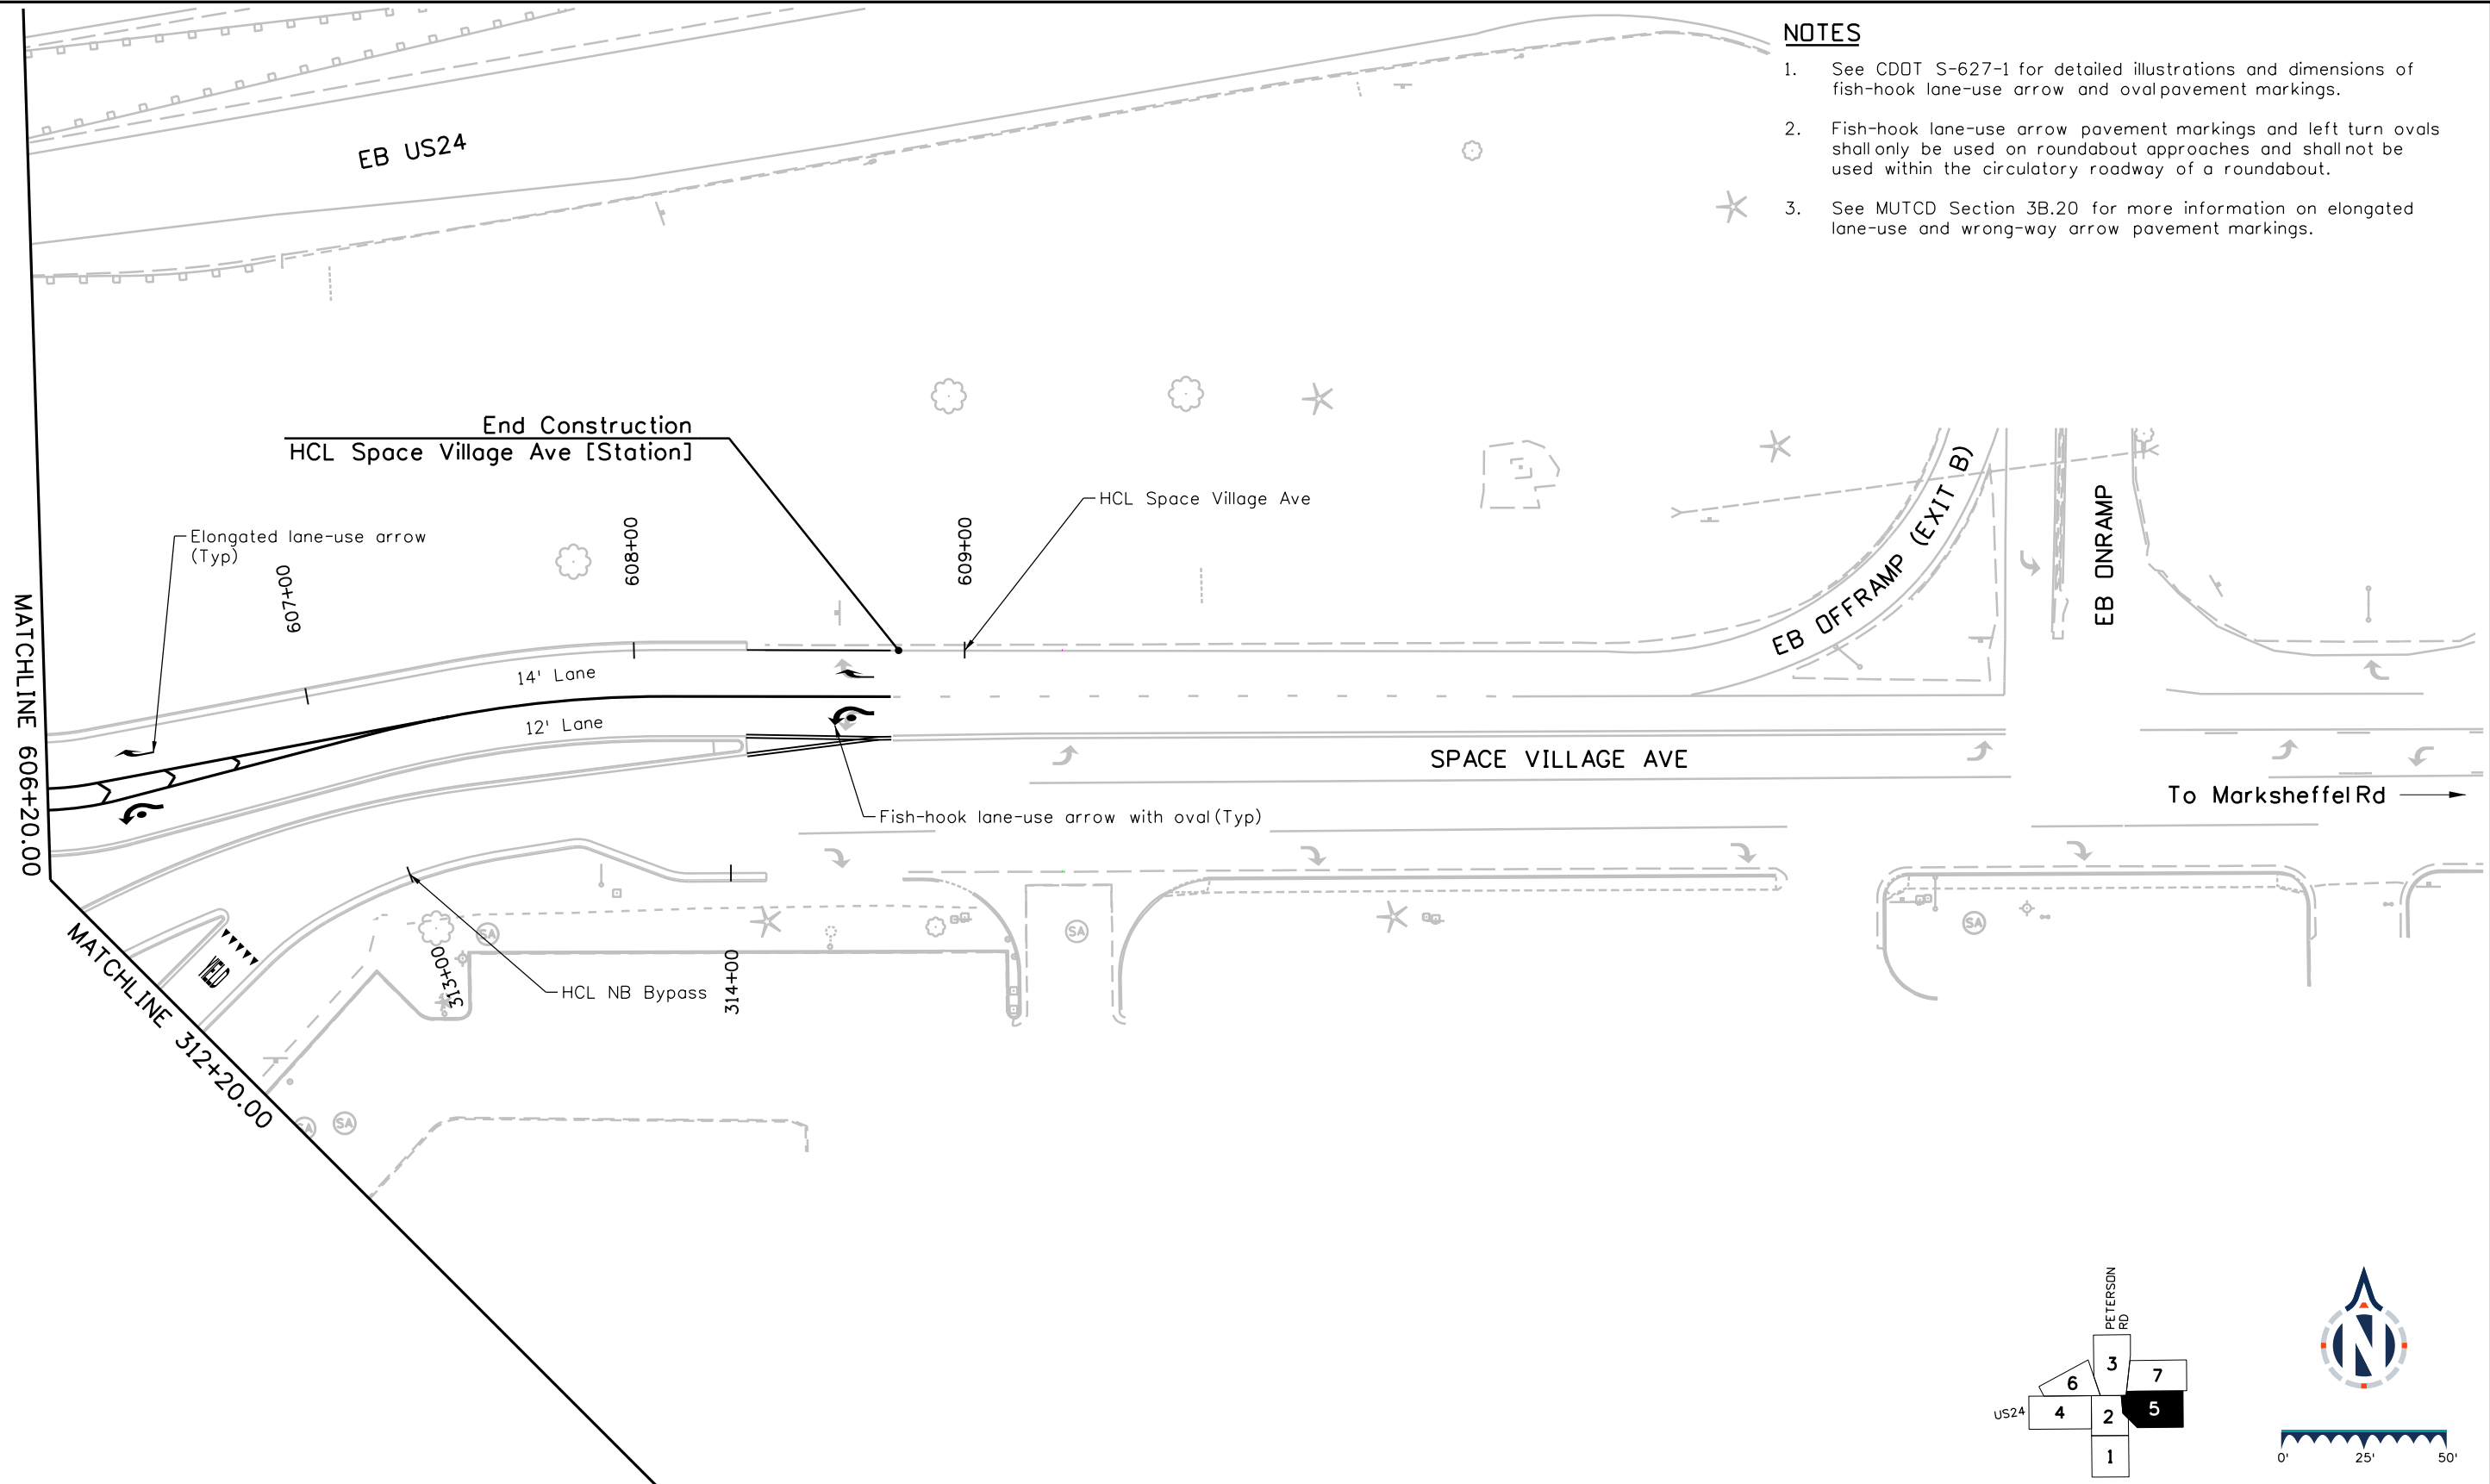 NOTES
1. See CDOT S-627-1 for detailed illustrations and dimensions of
fish-hook lane-use arrow and oval pavement markings.
2. Fish-hook lane-use arrow pavement markings and left turn ovals
shall only be used on roundabout approaches and shall not be
used within the circulatory roadway of a roundabout.
3. See MUTCD Section 3B.20 for more information on elongated
lane-use and wrong-way arrow pavement markings.
EB US24
End Construction
HCL Space Village Ave [Station]
HCL Space Village Ave
Elongated lane-use arrow
(Typ)
607+00
608+00
609+00
MATCHLINE 606+20.00
14' Lane
12' Lane
EB OFFRAMP (EXIT B)
EB ONRAMP
SPACE VILLAGE AVE
To Marksheffel Rd
Fish-hook lane-use arrow with oval (Typ)
YIELD
SA
SA
SA
313+00
314+00
HCL NB Bypass
MATCHLINE 312+20.00
SA
SA
PETERSON
RD
3
6
7
US24
4
2
5
1
N
0'
25'
50'